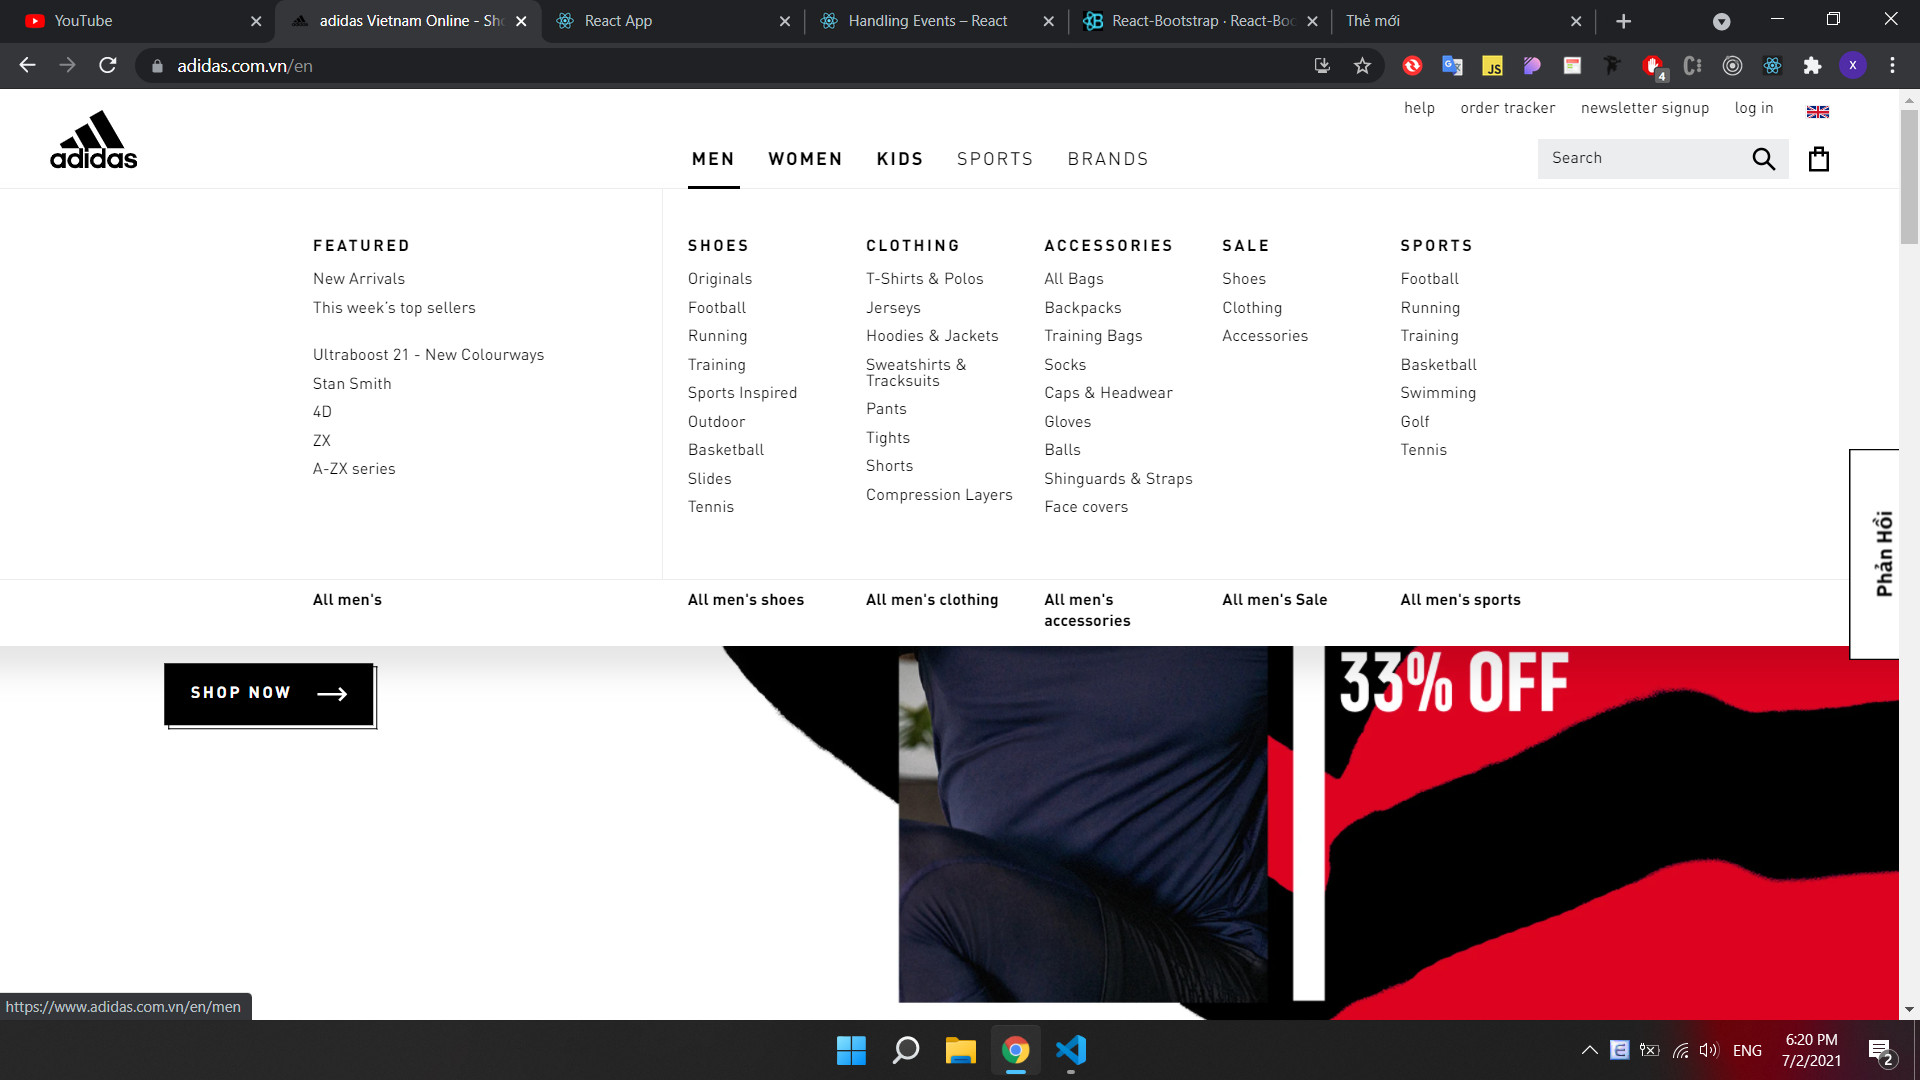 YouTube
adidas Vietnam Online - Sh
React App
Handling Events – React
React-Bootstrap · React-Boo
Thẻ mới
adidas.com.vn/en
JS
4
X
help
order tracker
newsletter signup
log in
adidas
MEN
WOMEN
KIDS
SPORTS
BRANDS
Search
FEATURED
New Arrivals
This week's top sellers
Ultraboost 21 - New Colourways
Stan Smith
4D
ZX
A-ZX series
All men's
SHOES
Originals
Football
Running
Training
Sports Inspired
Outdoor
Basketball
Slides
Tennis
All men's shoes
CLOTHING
T-Shirts & Polos
Jerseys
Hoodies & Jackets
Sweatshirts &
Tracksuits
Pants
Tights
Shorts
Compression Layers
All men's clothing
ACCESSORIES
All Bags
Backpacks
Training Bags
Socks
Caps & Headwear
Gloves
Balls
Shinguards & Straps
Face covers
All men's
accessories
SALE
Shoes
Clothing
Accessories
All men's Sale
SPORTS
Football
Running
Training
Basketball
Swimming
Golf
Tennis
All men's sports
Phản Hồi
SHOP NOW
33% OFF
https://www.adidas.com.vn/en/men
ENG
6:20 PM
7/2/2021
2